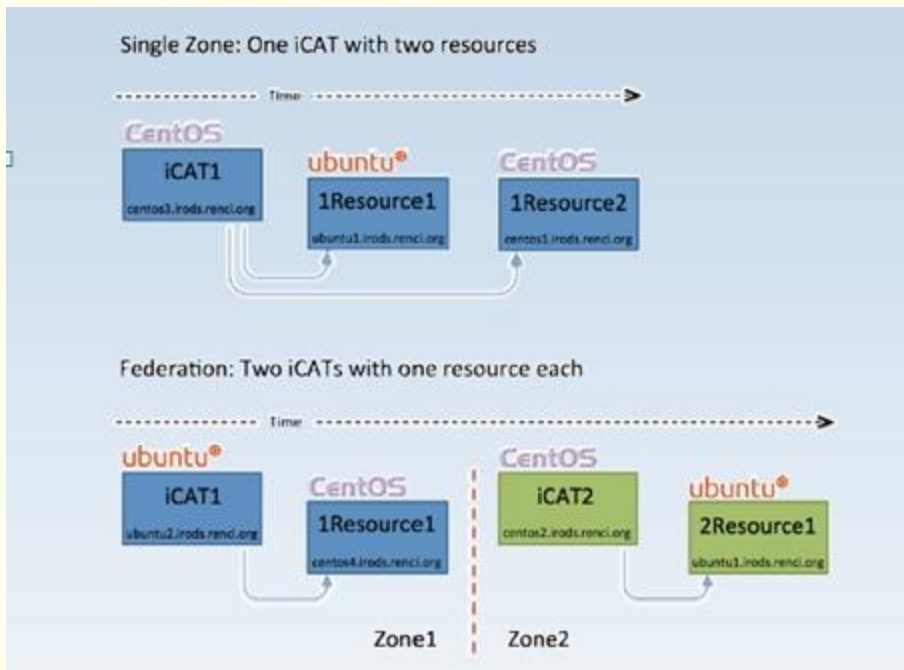 Single Zone: One iCAT with two resources
Time
CentOS
iCAT1
centos3.irods.renci.org
ubuntu®
1Resource1
ubuntu1.irods.renci.org
CentOS
1Resource2
centos1.irods.renci.org
Federation: Two iCATs with one resource each
Time
ubuntu®
iCAT1
ubuntu2.irods.renci.org
CentOS
1Resource1
centos4.irods.renci.org
CentOS
iCAT2
centos2.irods.renci.org
ubuntu®
2Resource1
ubuntu1.irods.renci.org
Zone1
Zone2